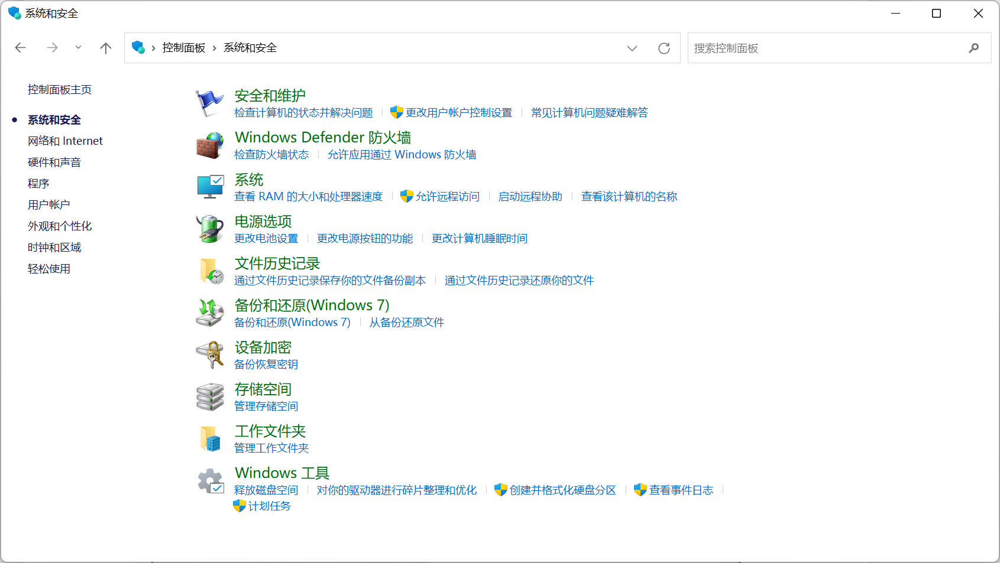 系统和安全
控制面板 系统和安全
搜索控制面板
控制面板主页
系统和安全
网络和 Internet
硬件和声音
程序
用户帐户
外观和个性化
时钟和区域
轻松使用
安全和维护
检查计算机的状态并解决问题 更改用户帐户控制设置 常见计算机问题疑难解答
Windows Defender 防火墙
检查防火墙状态 允许应用通过 Windows 防火墙
系统
查看 RAM 的大小和处理器速度 允许远程访问 启动远程协助 查看该计算机的名称
电源选项
更改电池设置 更改电源按钮的功能 更改计算机睡眠时间
文件历史记录
通过文件历史记录保存你的文件备份副本 通过文件历史记录还原你的文件
备份和还原(Windows 7)
备份和还原(Windows 7) 从备份还原文件
设备加密
备份恢复密钥
存储空间
管理存储空间
工作文件夹
管理工作文件夹
Windows 工具
释放磁盘空间 对你的驱动器进行碎片整理和优化 创建并格式化硬盘分区 查看事件日志
计划任务